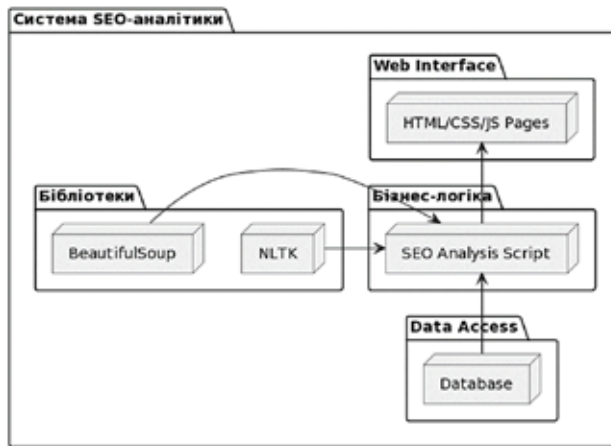 Система SEO-аналітики
Web Interface
HTML/CSS/JS Pages
Бібліотеки
BeautifulSoup
NLTK
Бізнес-логіка
SEO Analysis Script
Data Access
Database